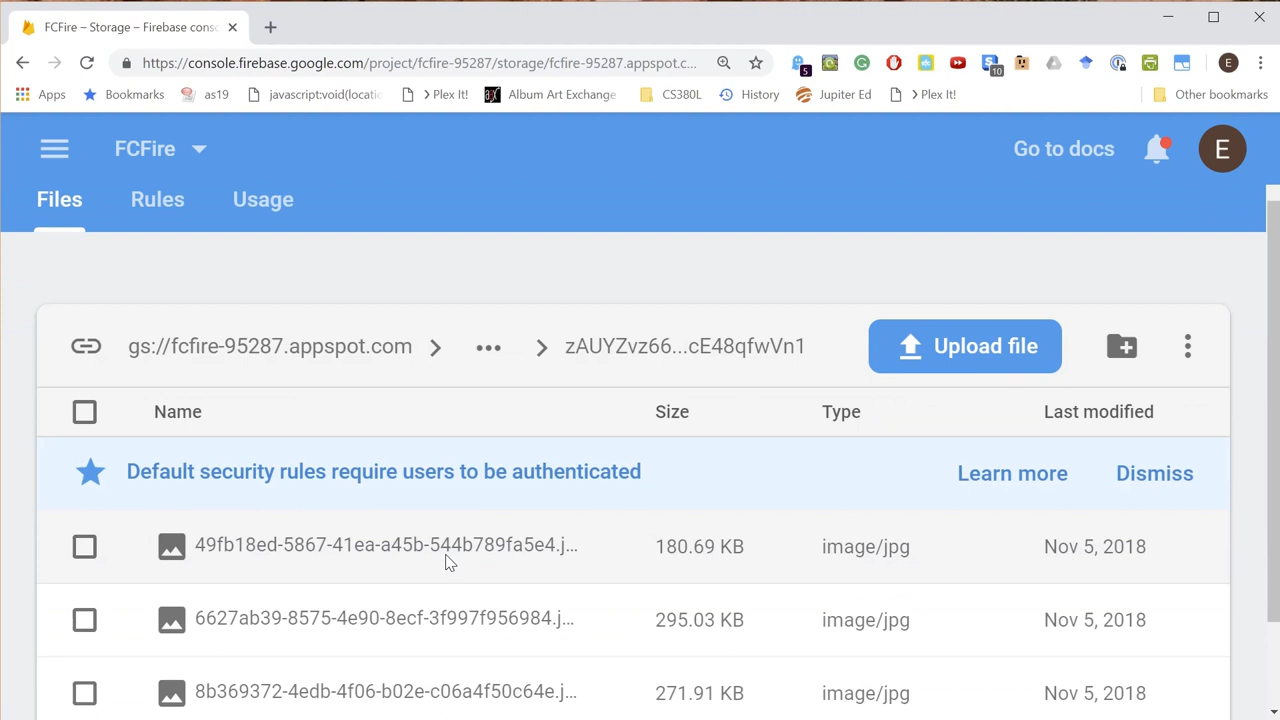 FCFire – Storage – Firebase cons
https://console.firebase.google.com/project/fcfire-95287/storage/fcfire-95287.appspot.c...
5
10
Apps
Bookmarks
as19
javascript:void(locatio
> Plex It!
Album Art Exchange
CS380L
History
Jupiter Ed
> Plex It!
Other bookmarks
FCFire
Go to docs
E
Files
Rules
Usage
gs://fcfire-95287.appspot.com
zAUYZvz66...cE48qfwVn1
Upload file
Name Size Type Last modified
Default security rules require users to be authenticated
Learn more
Dismiss
49fb18ed-5867-41ea-a45b-544b789fa5e4.j... 180.69 KB image/jpg Nov 5, 2018
6627ab39-8575-4e90-8ecf-3f997f956984.j... 295.03 KB image/jpg Nov 5, 2018
8b369372-4edb-4f06-b02e-c06a4f50c64e.j... 271.91 KB image/jpg Nov 5, 2018